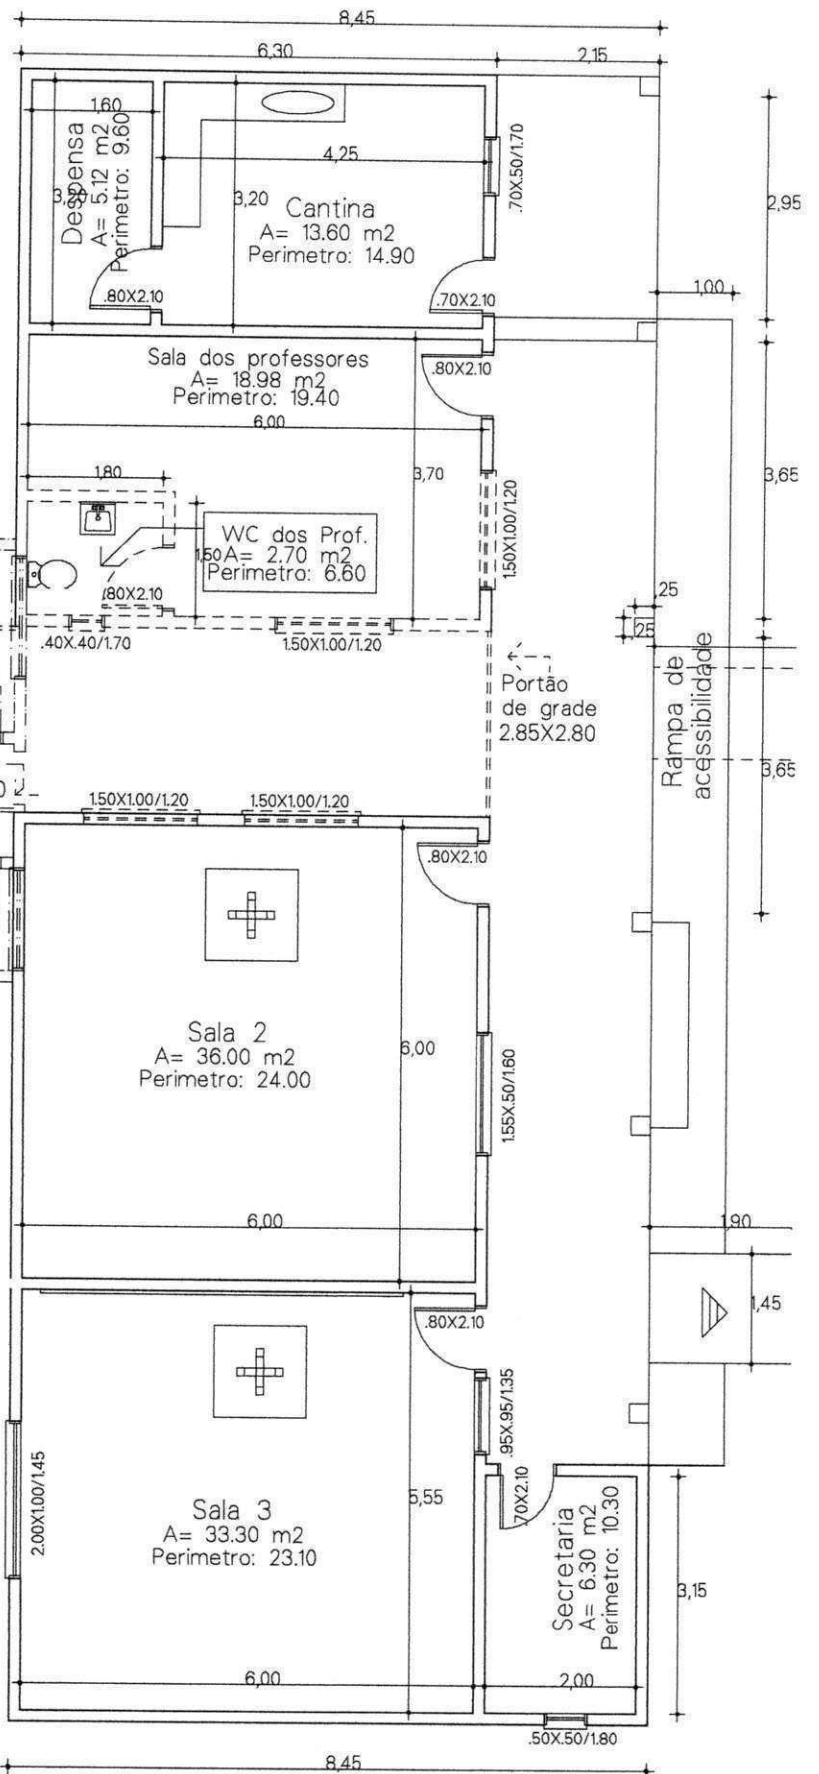 8,45
6,30
2,15
1,60
Despensa
A= 5.12 m2
Perimetro: 9.60
4,25
3,20
Cantina
A= 13.60 m2
Perimetro: 14.90
.70X.50/1.70
2,95
.80X2.10
.70X2.10
1,00
Sala dos professores
A= 18.98 m2
Perimetro: 19.40
.80X2.10
6,00
1,80
3,70
3,65
1.50X1.00/1.20
WC dos Prof.
A= 2.70 m2
Perimetro: 6.60
1,50
.80X2.10
.40X.40/1.70
1.50X1.00/1.20
,25
,25
Portão
de grade
2.85X2.80
Rampa de
acessibilidade
3,65
1.50X1.00/1.20
1.50X1.00/1.20
.80X2.10
Sala 2
A= 36.00 m2
Perimetro: 24.00
6,00
1.55X.50/1.60
6,00
1,90
1,45
.80X2.10
.95X.95/1.35
2.00X1.00/1.45
Sala 3
A= 33.30 m2
Perimetro: 23.10
5,55
.70X2.10
Secretaria
A= 6.30 m2
Perimetro: 10.30
3,15
6,00
2,00
.50X.50/1.80
8,45